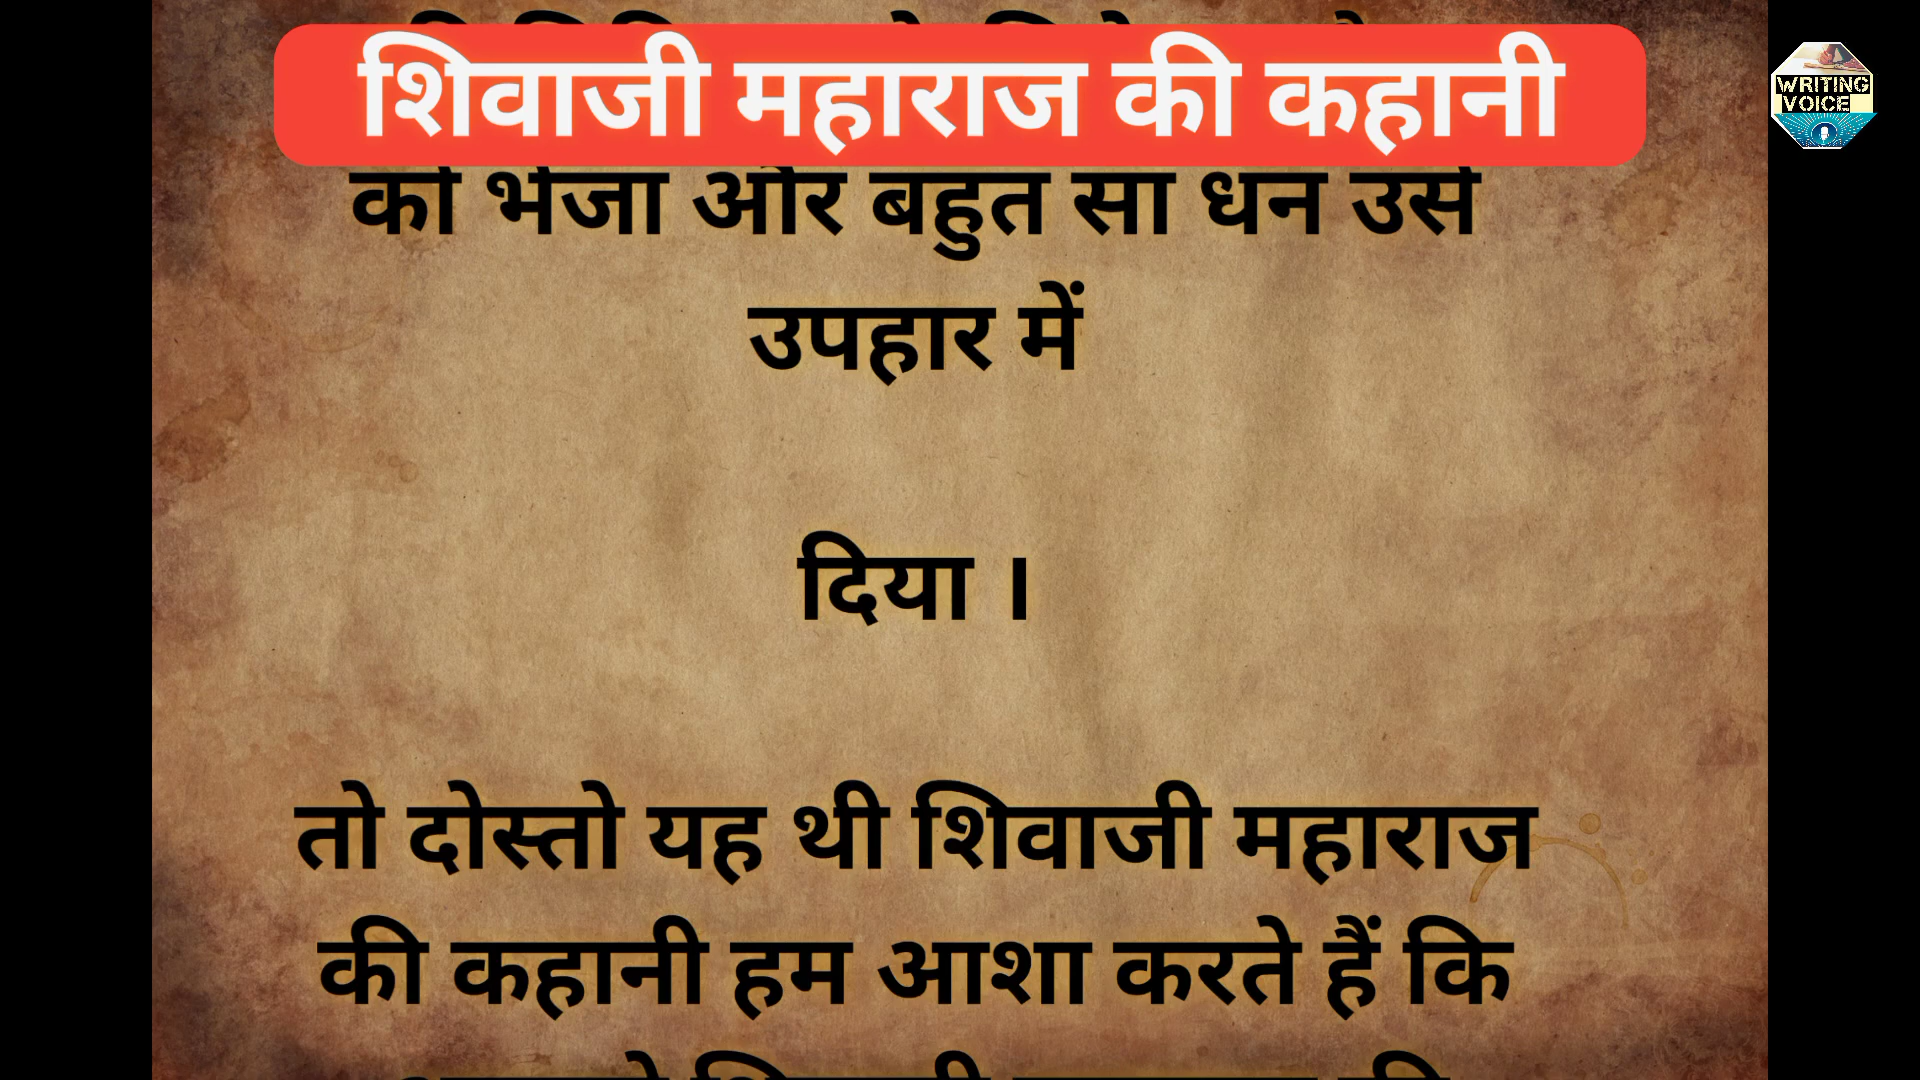 शिवाजी महाराज की कहानी
WRITING
VOICE
को भेजा और बहुत सा धन उसे
उपहार में
दिया ।
तो दोस्तो यह थी शिवाजी महाराज
की कहानी हम आशा करते हैं कि